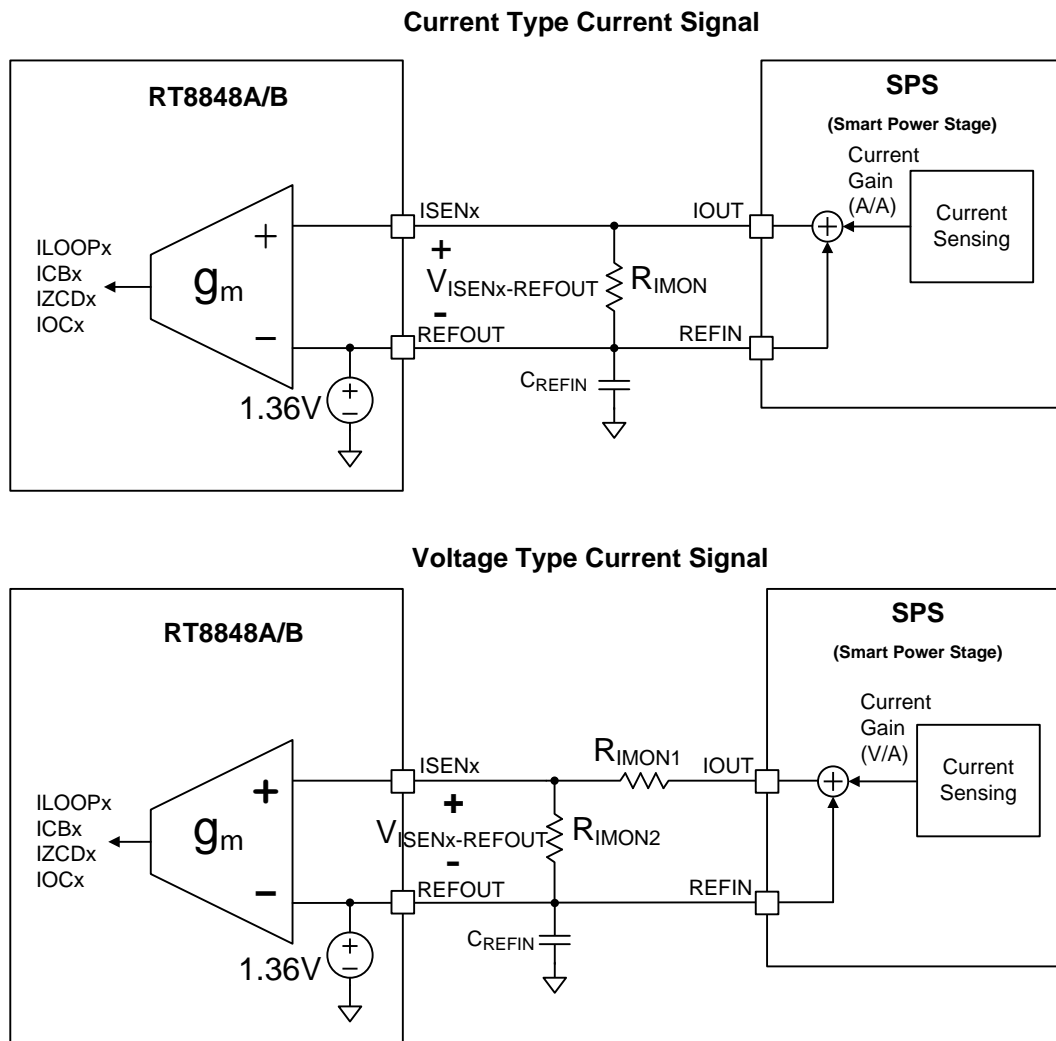 Current Type Current Signal
RT8848A/B
SPS
(Smart Power Stage)
Current
Gain
(A/A)
Current
Sensing
ISENx
IOUT
ILOOPx
ICBx
IZCDx
IOCx
gm
+
−
+
VISENx-REFOUT
-
RIMON
REFOUT
REFIN
CREFIN
1.36V
+
−
+
Voltage Type Current Signal
RT8848A/B
SPS
(Smart Power Stage)
Current
Gain
(V/A)
Current
Sensing
ISENx
RIMON1
IOUT
ILOOPx
ICBx
IZCDx
IOCx
gm
+
−
+
VISENx-REFOUT
-
RIMON2
REFOUT
REFIN
CREFIN
1.36V
+
−
+